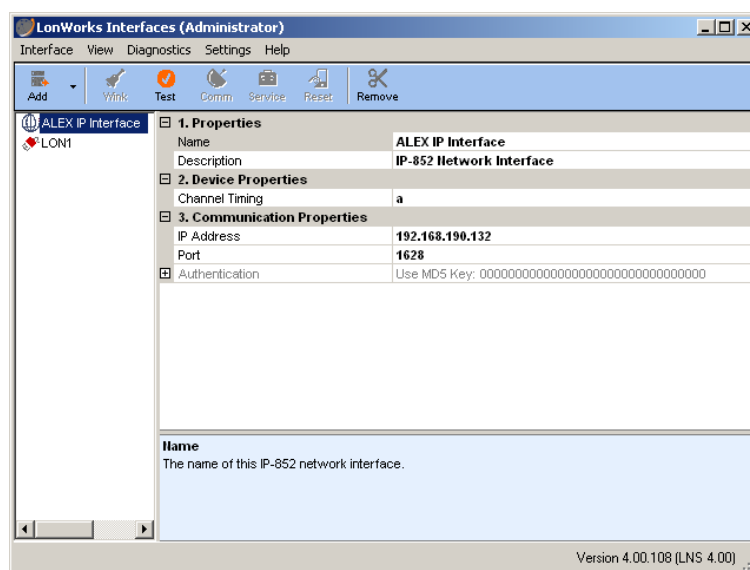 LonWorks Interfaces (Administrator)
Interface View Diagnostics Settings Help
Add Wink Test Comm Service Reset Remove
ALEX IP Interface
LON1
1. Properties
Name ALEX IP Interface
Description IP-852 Network Interface
2. Device Properties
Channel Timing a
3. Communication Properties
IP Address 192.168.190.132
Port 1628
Authentication Use MD5 Key: 00000000000000000000000000000000
Name
The name of this IP-852 network interface.
Version 4.00.108 (LNS 4.00)